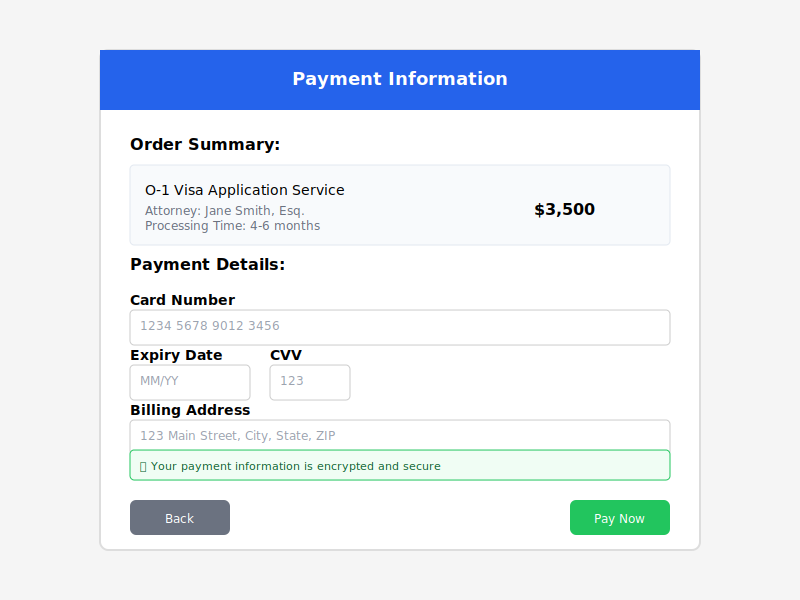 Payment Information
Order Summary:
O-1 Visa Application Service
Attorney: Jane Smith, Esq.
$3,500
Processing Time: 4-6 months
Payment Details:
Card Number
1234 5678 9012 3456
Expiry Date CVV
MM/YY 123
Billing Address
123 Main Street, City, State, ZIP
Your payment information is encrypted and secure
Back Pay Now